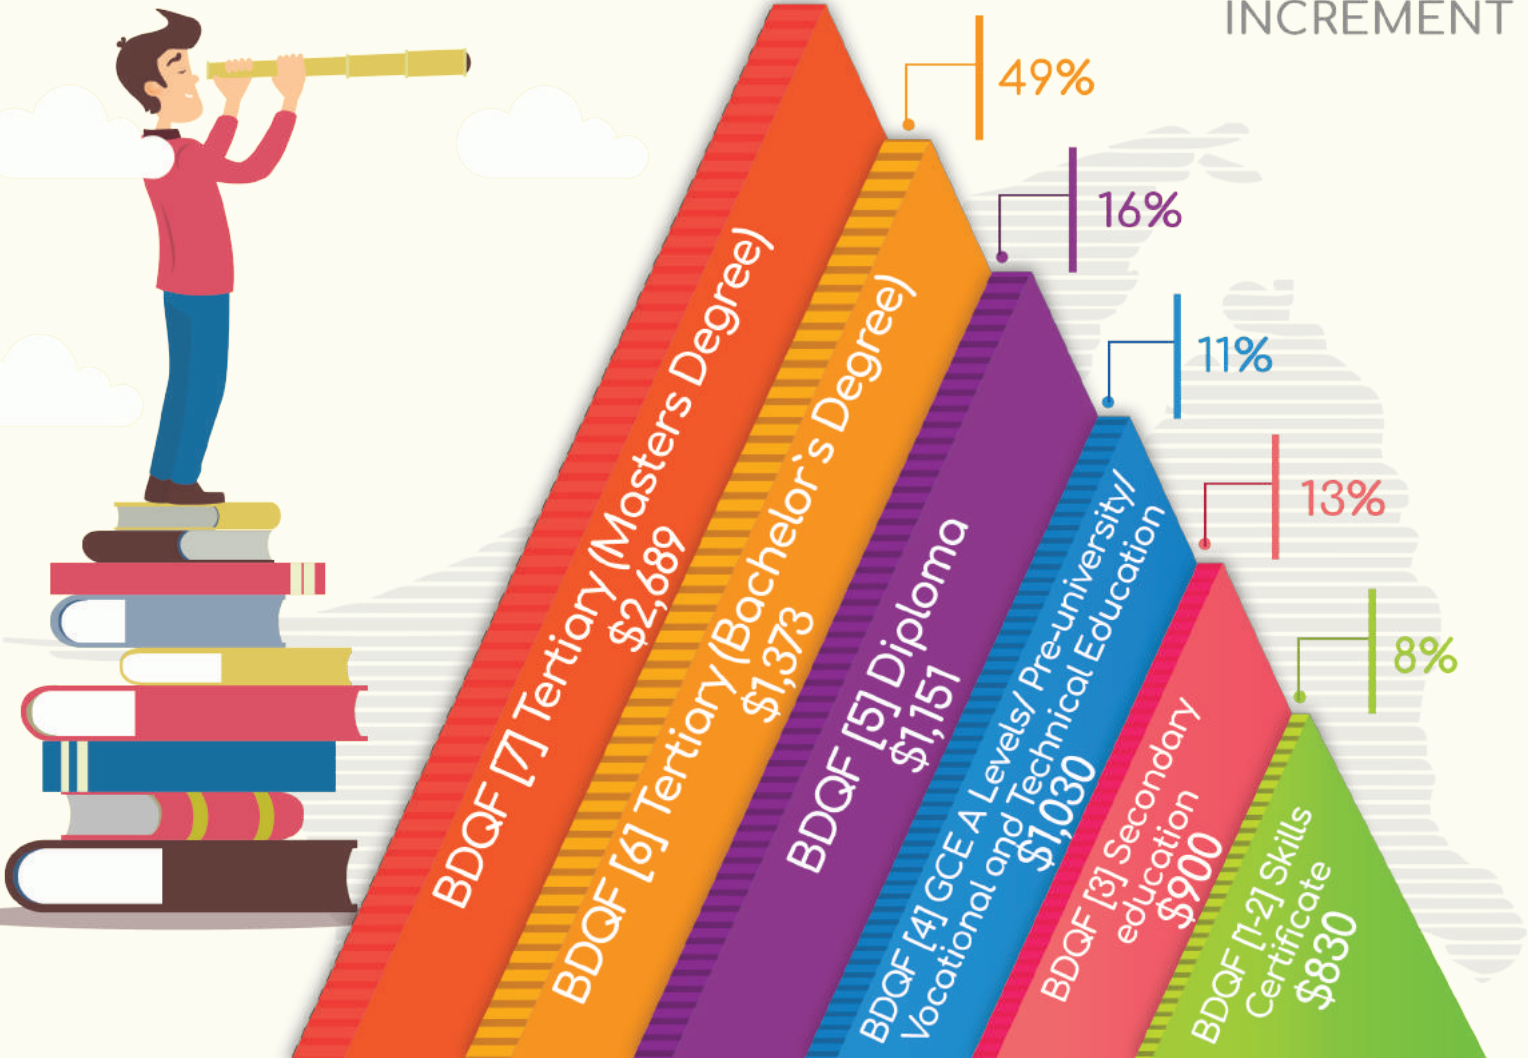 INCREMENT
49%
16%
11%
13%
8%
BDQF [7] Tertiary (Masters Degree)
$2,689
BDQF [6] Tertiary (Bachelor`s Degree)
$1,373
BDQF [5] Diploma
$1,151
BDQF [4] GCE A Levels/ Pre-university/
Vocational and Technical Education
$1,030
BDQF [3] Secondary
education
$900
BDQF [1-2] Skills
Certificate
$830